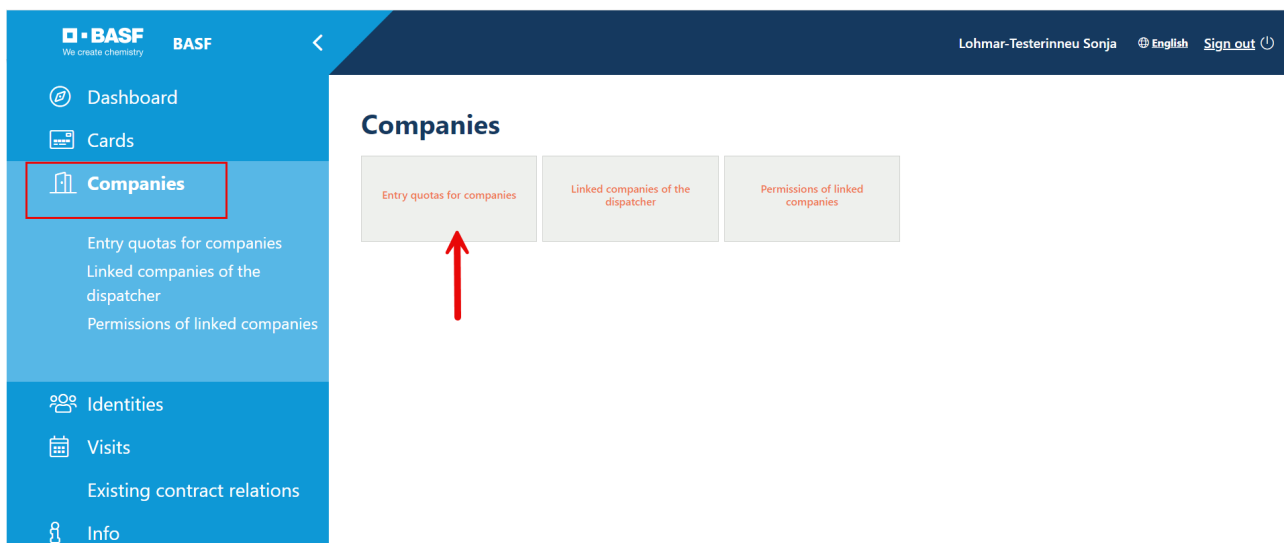 BASF
We create chemistry
BASF
Lohmar-Testerinneu Sonja
English
Sign out
Dashboard
Cards
Companies
Entry quotas for companies
Linked companies of the
dispatcher
Permissions of linked companies
Identities
Visits
Existing contract relations
Info
Companies
Entry quotas for companies
Linked companies of the
dispatcher
Permissions of linked
companies